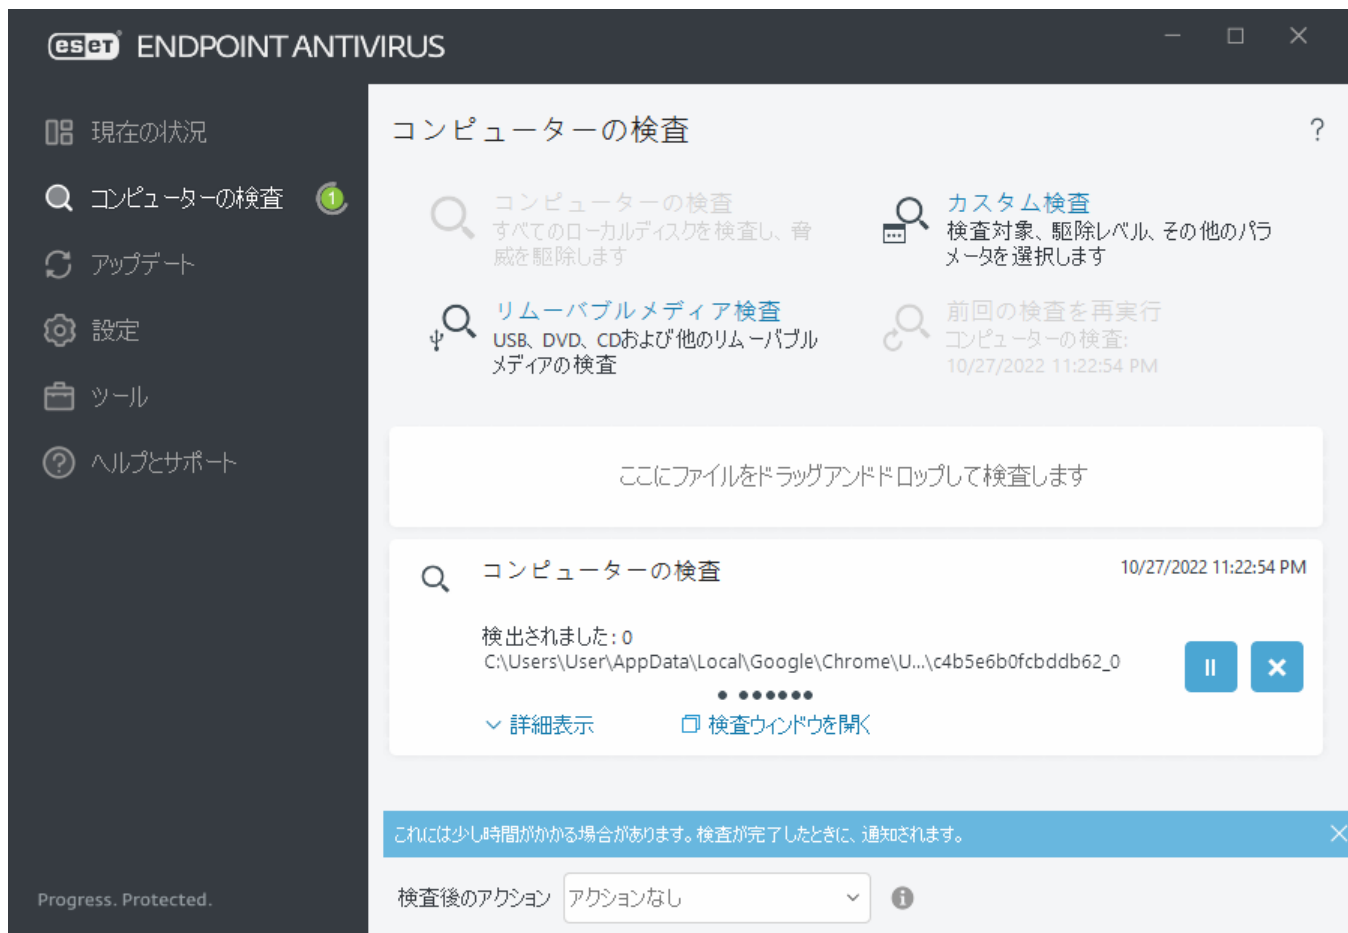 eset ENDPOINT ANTIVIRUS
現在の状況
コンピューターの検査 1
アップデート
設定
ツール
ヘルプとサポート
Progress. Protected.
コンピューターの検査 ?
コンピューターの検査
すべてのローカルディスクを検査し、脅
威を駆除します
カスタム検査
検査対象、駆除レベル、その他のパラ
メータを選択します
リムーバブルメディア検査
USB、DVD、CDおよび他のリムーバブル
メディアの検査
前回の検査を再実行
コンピューターの検査:
10/27/2022 11:22:54 PM
ここにファイルをドラッグアンドドロップして検査します
コンピューターの検査 10/27/2022 11:22:54 PM
検出されました: 0
C:\Users\User\AppData\Local\Google\Chrome\U...\c4b5e6b0fcbddb62_0
詳細表示 検査ウィンドウを開く
これには少し時間がかかる場合があります。検査が完了したときに、通知されます。
検査後のアクション アクションなし